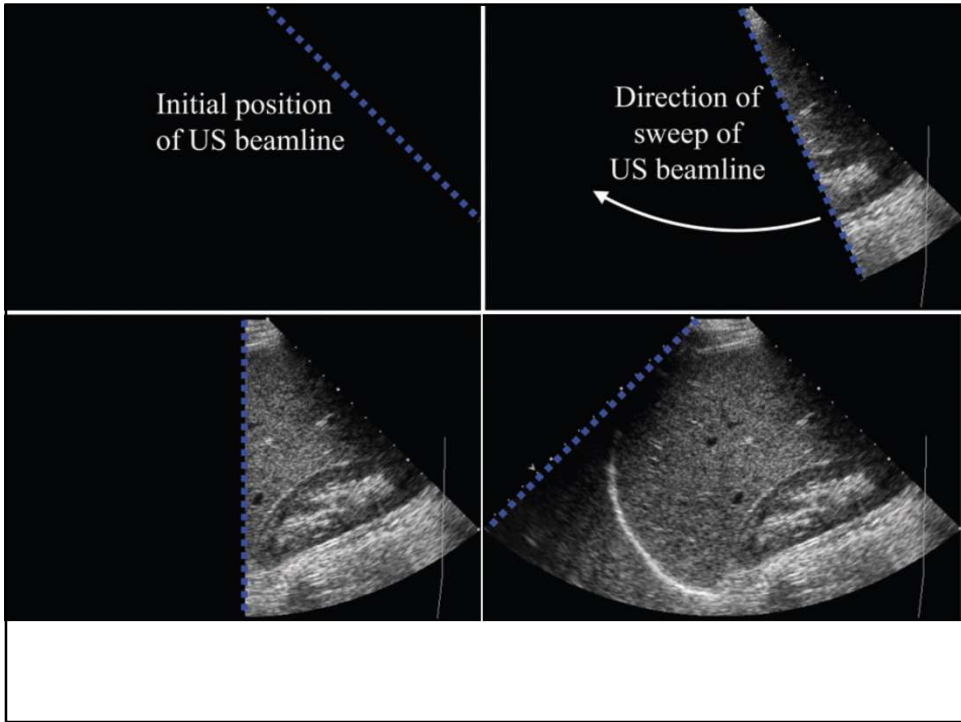 Initial position
of US beamline
Direction of
sweep of
US beamline